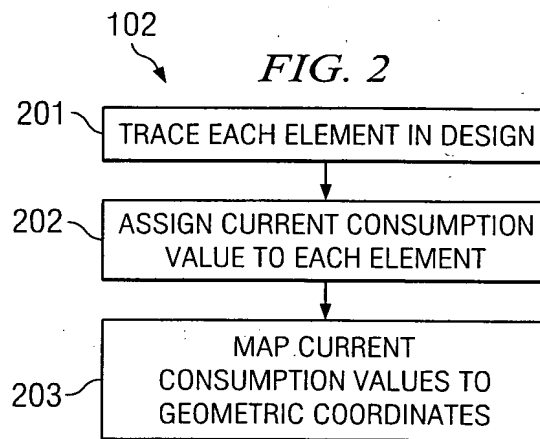 102
FIG. 2
201
TRACE EACH ELEMENT IN DESIGN
202
ASSIGN CURRENT CONSUMPTION
VALUE TO EACH ELEMENT
203
MAP CURRENT
CONSUMPTION VALUES TO
GEOMETRIC COORDINATES